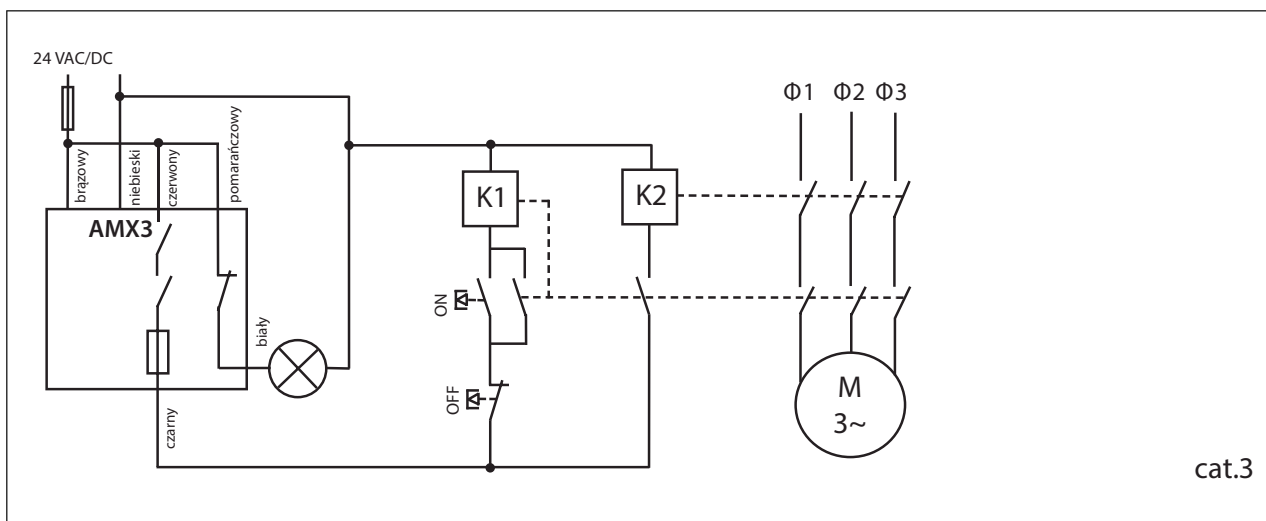 24 VAC/DC
brązowy
niebieski
czerwony
pomarańczowy
AMX3
biały
czarny
K1
K2
ON
OFF
Φ1 Φ2 Φ3
M
3~
cat.3